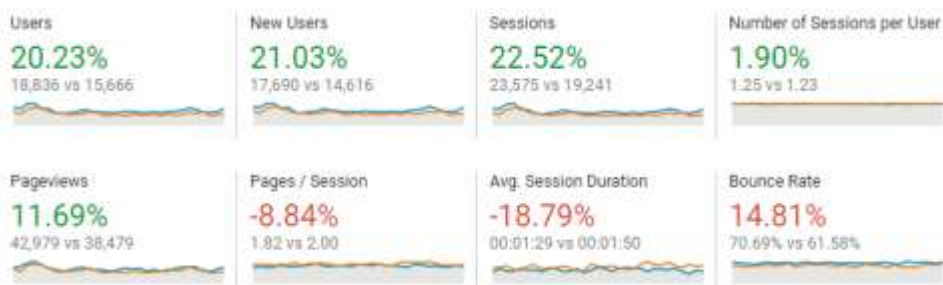 Users
20.23%
18,836 vs 15,666
New Users
21.03%
17,690 vs 14,616
Sessions
22.52%
23,575 vs 19,241
Number of Sessions per User
1.90%
1.25 vs 1.23
Pageviews
11.69%
42,979 vs 38,479
Pages / Session
-8.84%
1.82 vs 2.00
Avg. Session Duration
-18.79%
00:01:29 vs 00:01:50
Bounce Rate
14.81%
70.69% vs 61.58%